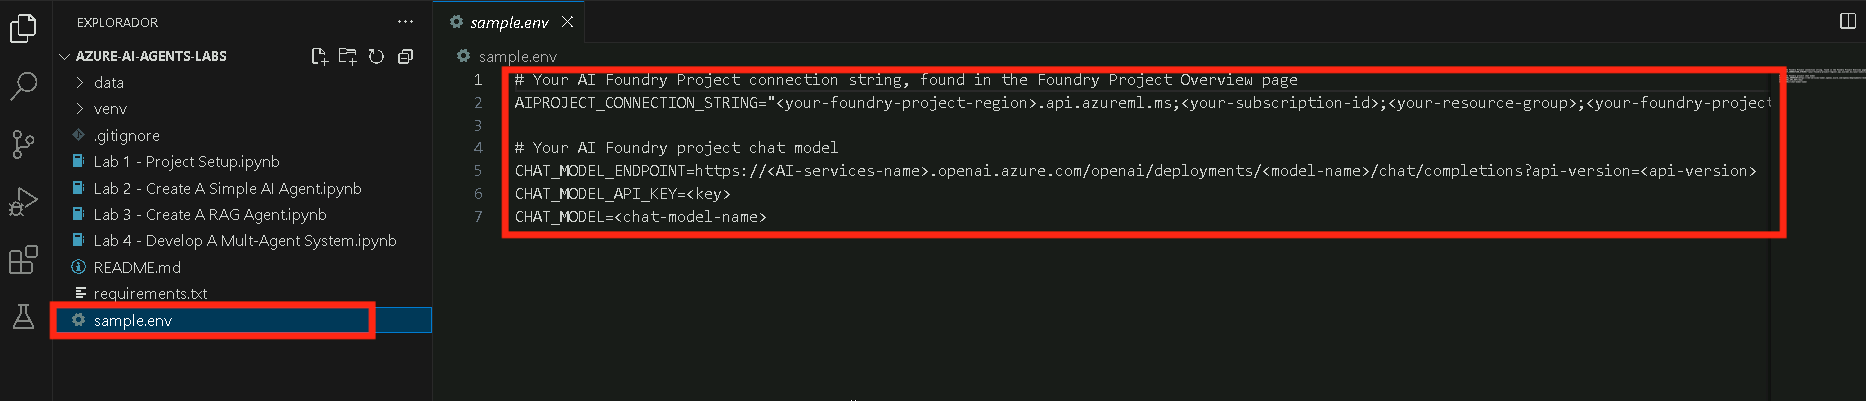 EXPLORADOR
AZURE-AI-AGENTS-LABS
data
venv
.gitignore
Lab 1 - Project Setup.ipynb
Lab 2 - Create A Simple AI Agent.ipynb
Lab 3 - Create A RAG Agent.ipynb
Lab 4 - Develop A Mult-Agent System.ipynb
README.md
requirements.txt
sample.env
sample.env
sample.env
1 # Your AI Foundry Project connection string, found in the Foundry Project Overview page
2 AIPROJECT_CONNECTION_STRING="<your-foundry-project-region>.api.azureml.ms;<your-subscription-id>;<your-resource-group>;<your-foundry-project
3
4 # Your AI Foundry project chat model
5 CHAT_MODEL_ENDPOINT=https://<AI-services-name>.openai.azure.com/openai/deployments/<model-name>/chat/completions?api-version=<api-version>
6 CHAT_MODEL_API_KEY=<key>
7 CHAT_MODEL=<chat-model-name>